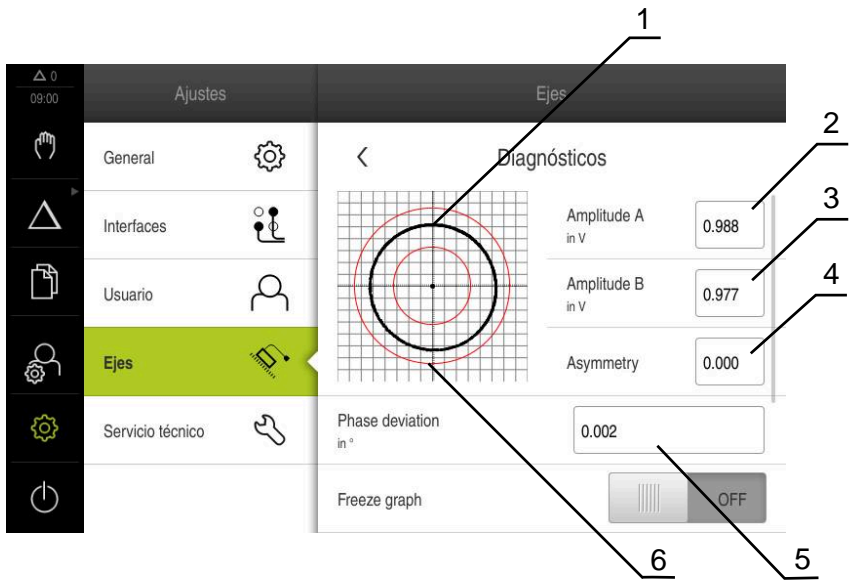 1
0
09:00
Ajustes
Ejes
General
Diagnósticos
2
Interfaces
Amplitude A
in V
0.988
3
Usuario
Amplitude B
in V
0.977
4
Ejes
Asymmetry
0.000
Servicio técnico
Phase deviation
in °
0.002
Freeze graph
OFF
6
5